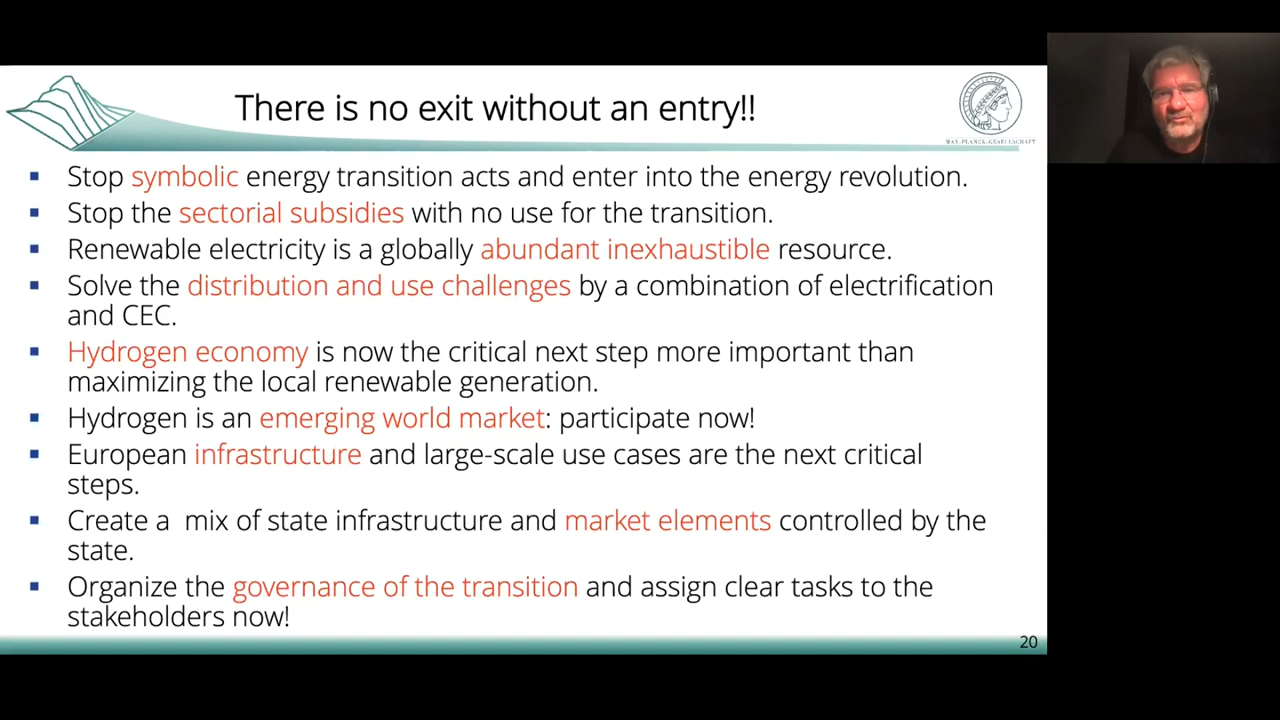 There is no exit without an entry!!
MAX-PLANCK-GESELLSCHAFT
Stop symbolic energy transition acts and enter into the energy revolution.
Stop the sectorial subsidies with no use for the transition.
Renewable electricity is a globally abundant inexhaustible resource.
Solve the distribution and use challenges by a combination of electrification
and CEC.
Hydrogen economy is now the critical next step more important than
maximizing the local renewable generation.
Hydrogen is an emerging world market: participate now!
European infrastructure and large-scale use cases are the next critical
steps.
Create a  mix of state infrastructure and market elements controlled by the
state.
Organize the governance of the transition and assign clear tasks to the
stakeholders now!
20